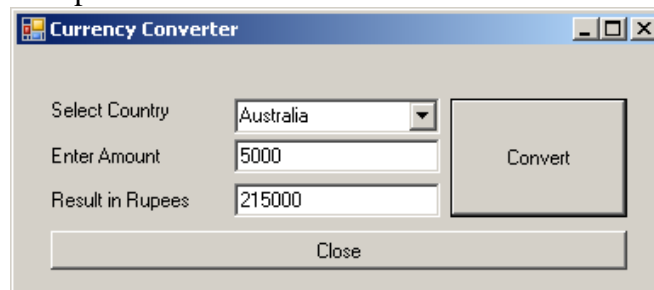 Currency Converter
Select Country Australia
Enter Amount 5000 Convert
Result in Rupees 215000
Close